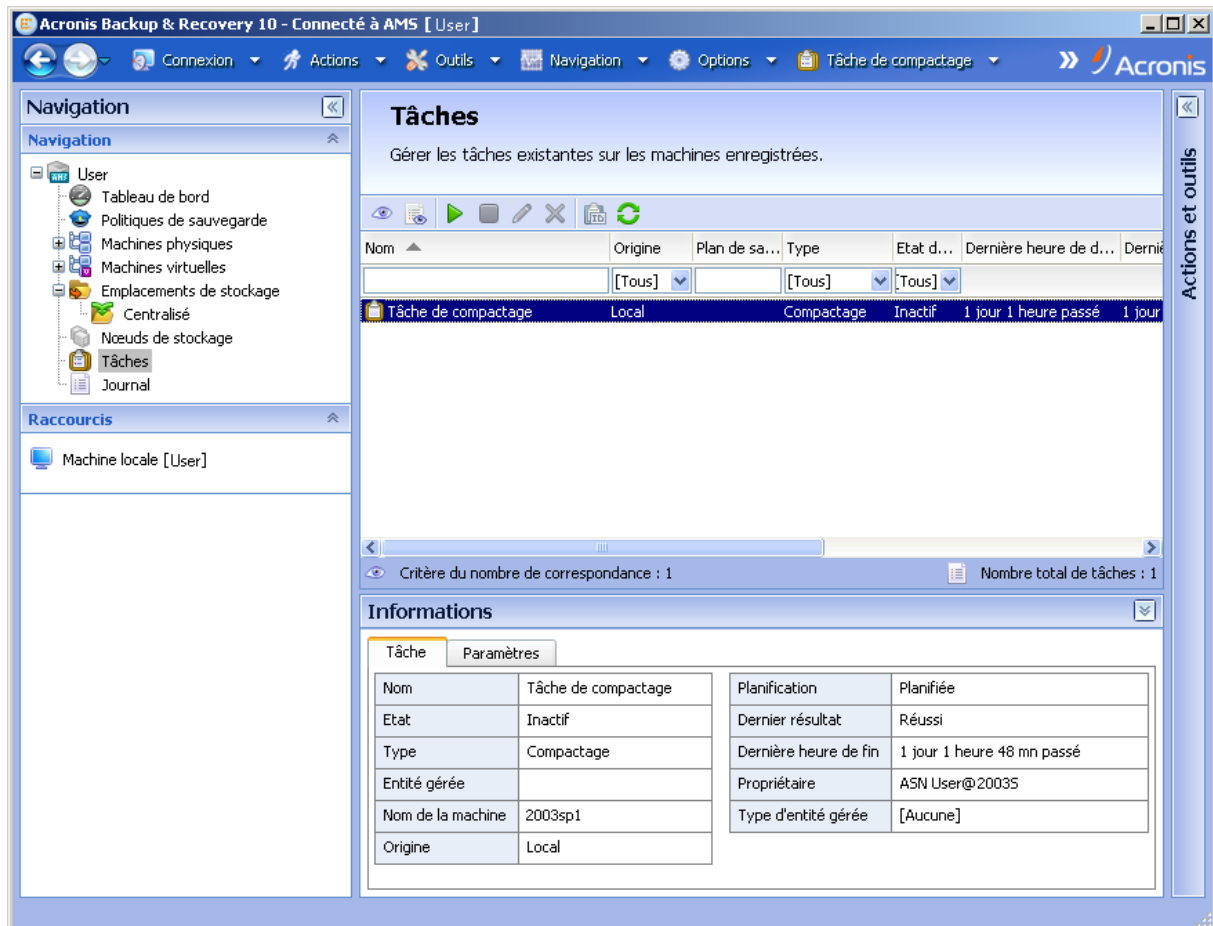 Acronis Backup & Recovery 10 - Connecté à AMS [User]
Connexion Actions Outils Navigation Options Tâche de compactage Acronis
Navigation
Navigation
User
Tableau de bord
Politiques de sauvegarde
Machines physiques
Machines virtuelles
Emplacements de stockage
Centralisé
Nœuds de stockage
Tâches
Journal
Raccourcis
Machine locale [User]
Tâches
Gérer les tâches existantes sur les machines enregistrées.
Nom Origine Plan de sa... Type Etat d... Dernière heure de d... Derniè
[Tous] [Tous] [Tous]
Tâche de compactage Local Compactage Inactif 1 jour 1 heure passé 1 jour
Critère du nombre de correspondance : 1 Nombre total de tâches : 1
Informations
Tâche Paramètres
Nom Tâche de compactage
Etat Inactif
Type Compactage
Entité gérée
Nom de la machine 2003sp1
Origine Local
Planification Planifiée
Dernier résultat Réussi
Dernière heure de fin 1 jour 1 heure 48 mn passé
Propriétaire ASN User@2003S
Type d'entité gérée [Aucune]
Actions et outils